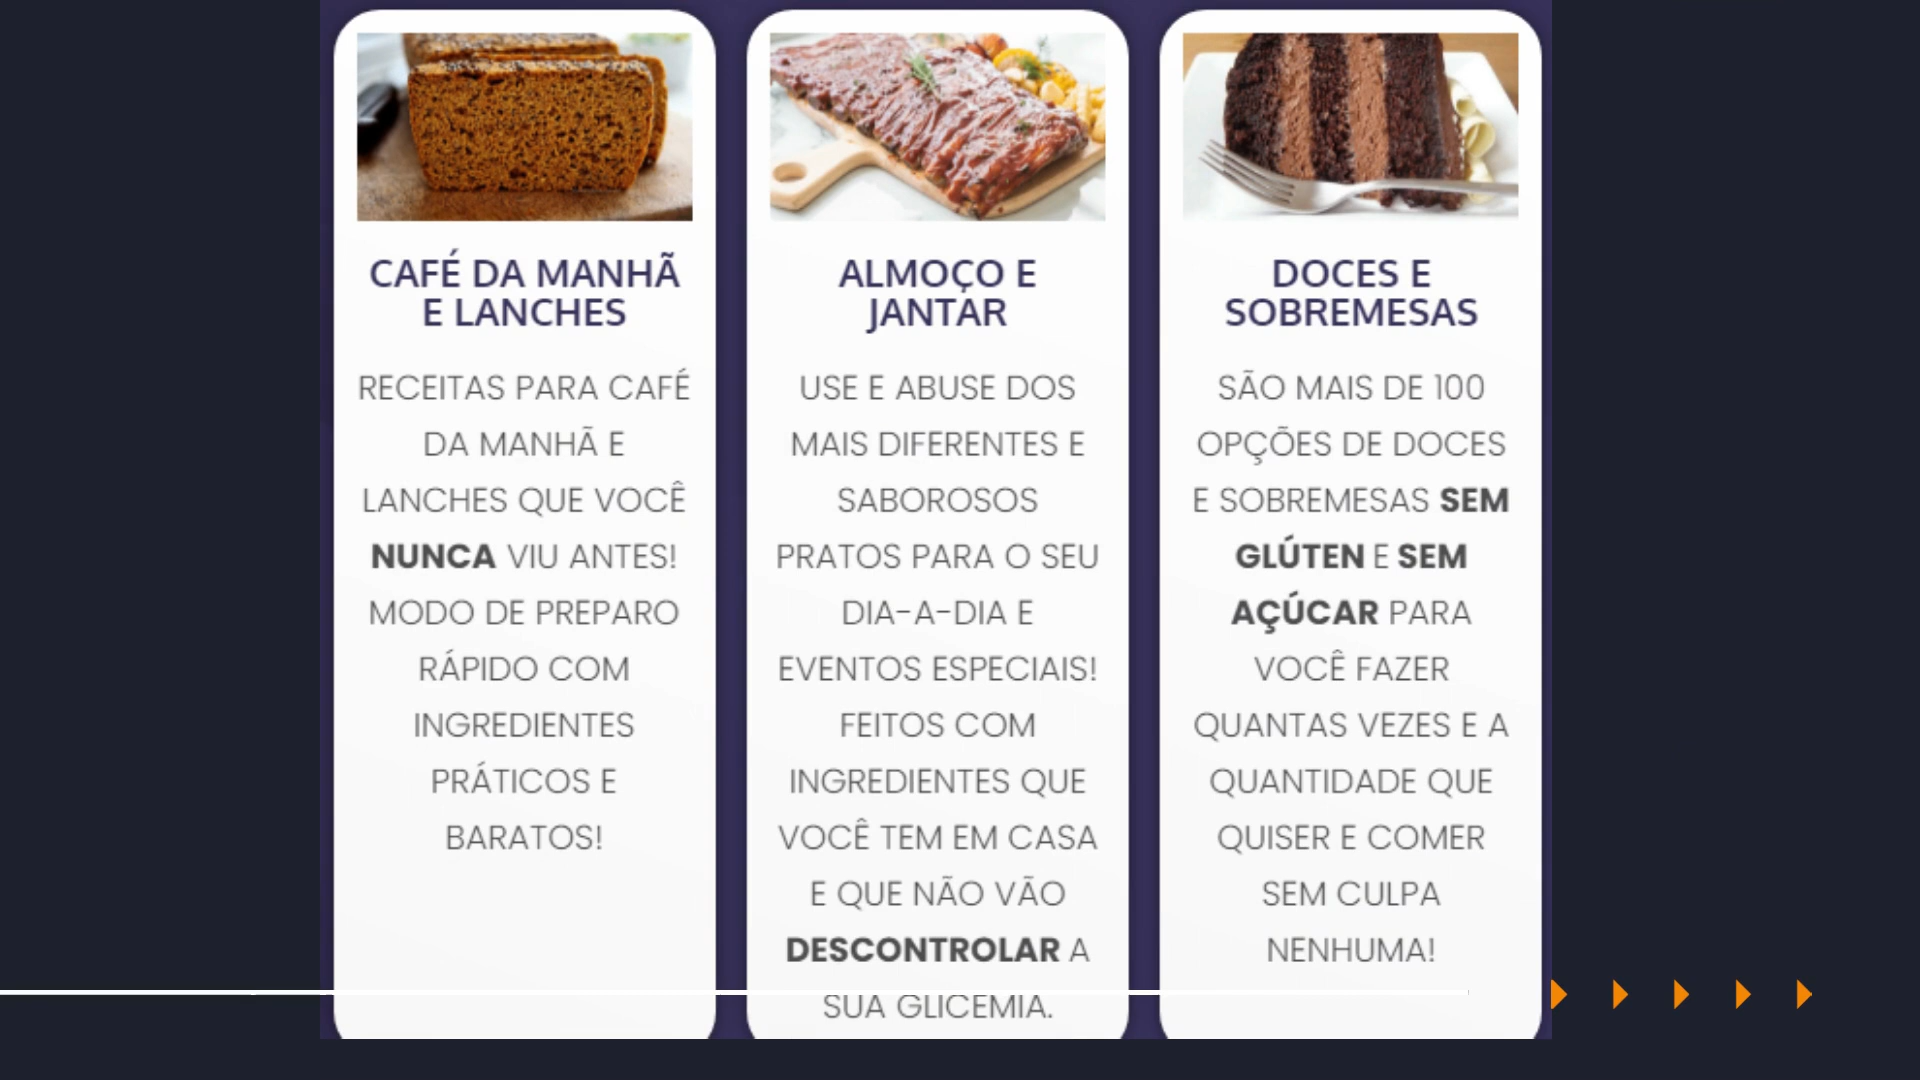 CAFÉ DA MANHÃ
E LANCHES
RECEITAS PARA CAFÉ
DA MANHÃ E
LANCHES QUE VOCÊ
NUNCA VIU ANTES!
MODO DE PREPARO
RÁPIDO COM
INGREDIENTES
PRÁTICOS E
BARATOS!
ALMOÇO E
JANTAR
USE E ABUSE DOS
MAIS DIFERENTES E
SABOROSOS
PRATOS PARA O SEU
DIA-A-DIA E
EVENTOS ESPECIAIS!
FEITOS COM
INGREDIENTES QUE
VOCÊ TEM EM CASA
E QUE NÃO VÃO
DESCONTROLAR A
SUA GLICEMIA.
DOCES E
SOBREMESAS
SÃO MAIS DE 100
OPÇÕES DE DOCES
E SOBREMESAS SEM
GLÚTEN E SEM
AÇÚCAR PARA
VOCÊ FAZER
QUANTAS VEZES E A
QUANTIDADE QUE
QUISER E COMER
SEM CULPA
NENHUMA!